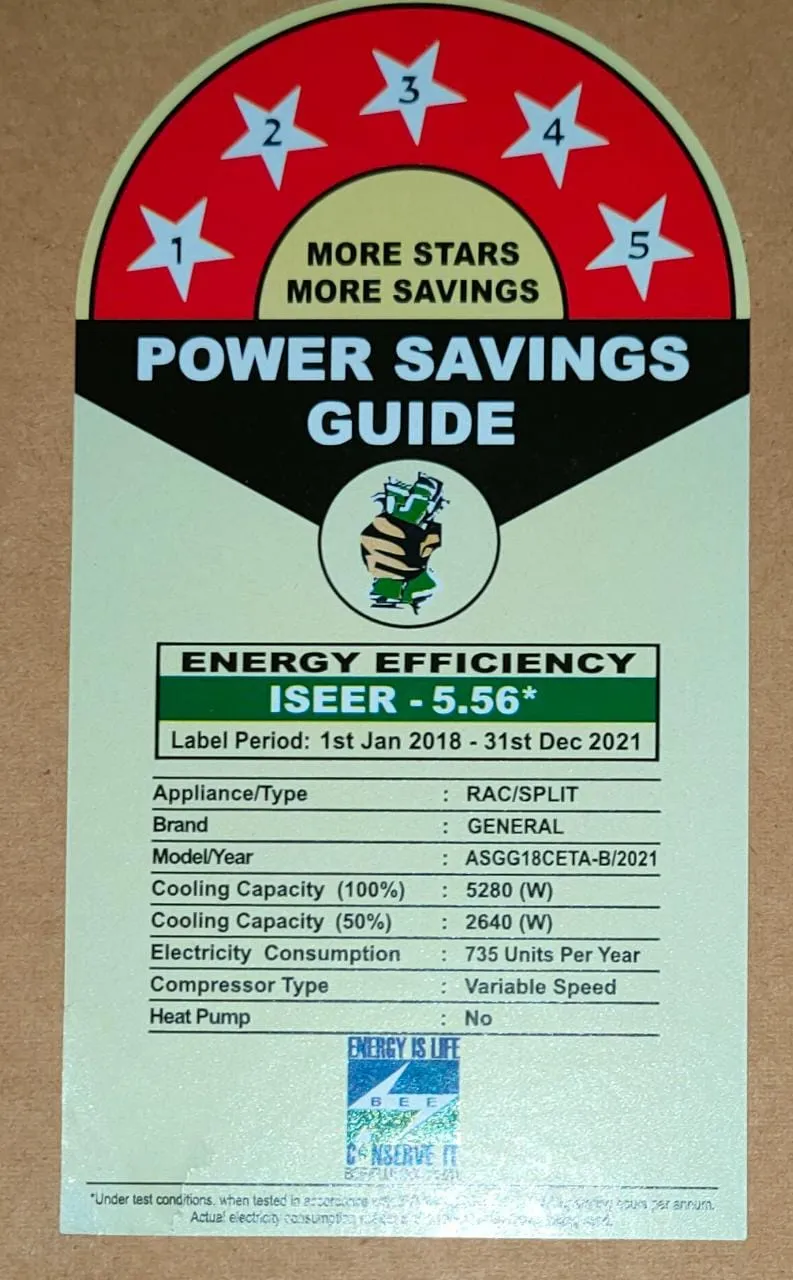 1 2 3 4 5
MORE STARS
MORE SAVINGS
POWER SAVINGS
GUIDE
ENERGY EFFICIENCY
ISEER - 5.56*
Label Period: 1st Jan 2018 - 31st Dec 2021
Appliance/Type : RAC/SPLIT
Brand : GENERAL
Model/Year : ASGG18CETA-B/2021
Cooling Capacity (100%) : 5280 (W)
Cooling Capacity (50%) : 2640 (W)
Electricity Consumption : 735 Units Per Year
Compressor Type : Variable Speed
Heat Pump : No
ENERGY IS LIFE
BEE
CONSERVE IT
*Under test conditions, when tested in accordance hours per annum.
Actual electricity consumption